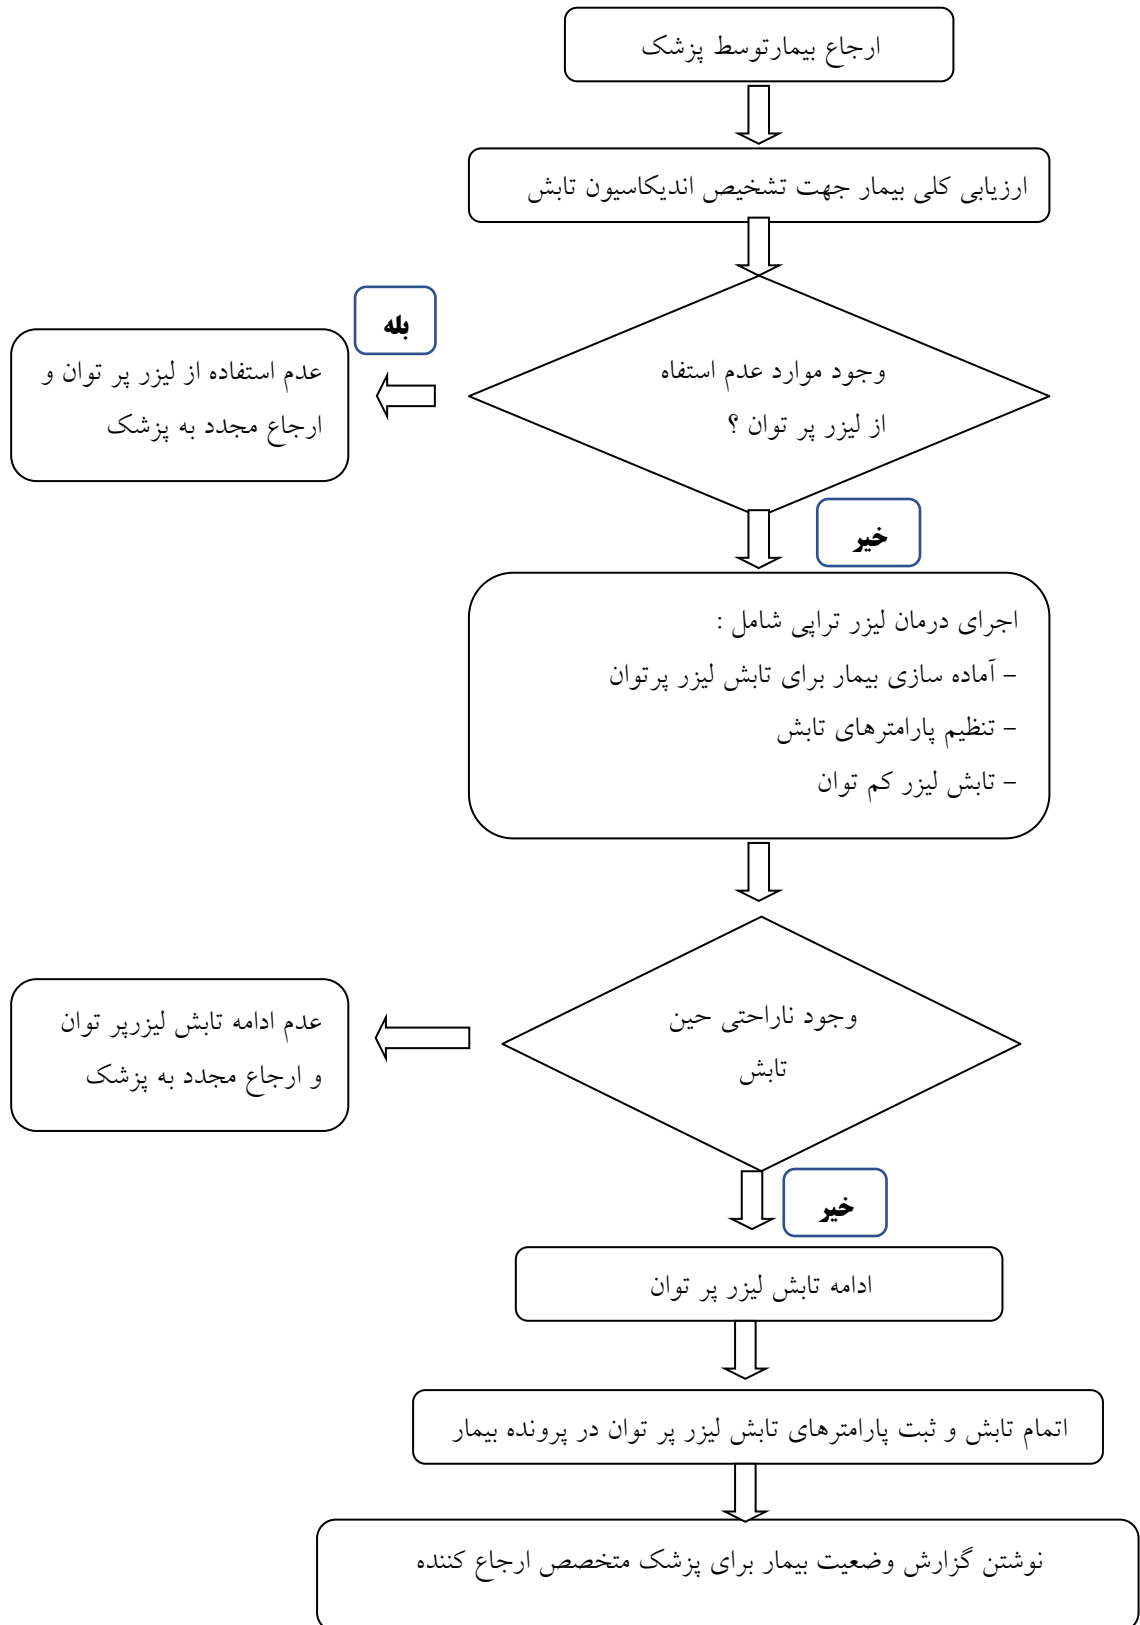 ارجاع بیمارتوسط پزشک
ارزیابی کلی بیمار جهت تشخیص اندیکاسیون تابش
وجود موارد عدم استفاه
از لیزر پر توان ؟
بله
عدم استفاده از لیزر پر توان و
ارجاع مجدد به پزشک
خیر
اجرای درمان لیزر تراپی شامل :
- آماده سازی بیمار برای تابش لیزر پرتوان
- تنظیم پارامترهای تابش
- تابش لیزر کم توان
وجود ناراحتی حین
تابش
عدم ادامه تابش لیزرپر توان
و ارجاع مجدد به پزشک
خیر
ادامه تابش لیزر پر توان
اتمام تابش و ثبت پارامترهای تابش لیزر پر توان در پرونده بیمار
نوشتن گزارش وضعیت بیمار برای پزشک متخصص ارجاع کننده